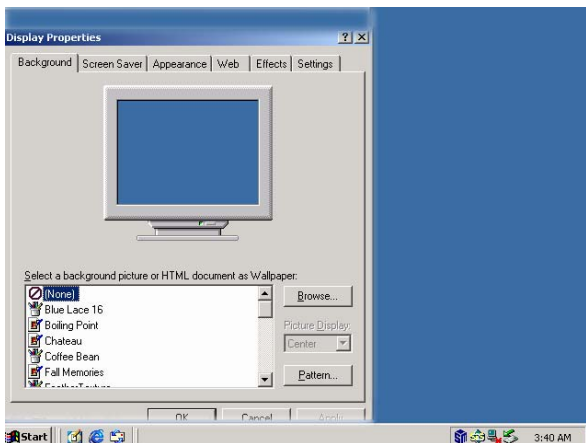 Display Properties
Background Screen Saver Appearance Web Effects Settings
Select a background picture or HTML document as Wallpaper:
(None)
Blue Lace 16
Boiling Point
Chateau
Coffee Bean
Fall Memories
FeatherTexture
Browse...
Picture Display:
Center
Pattern...
OK Cancel Apply
Start
3:40 AM